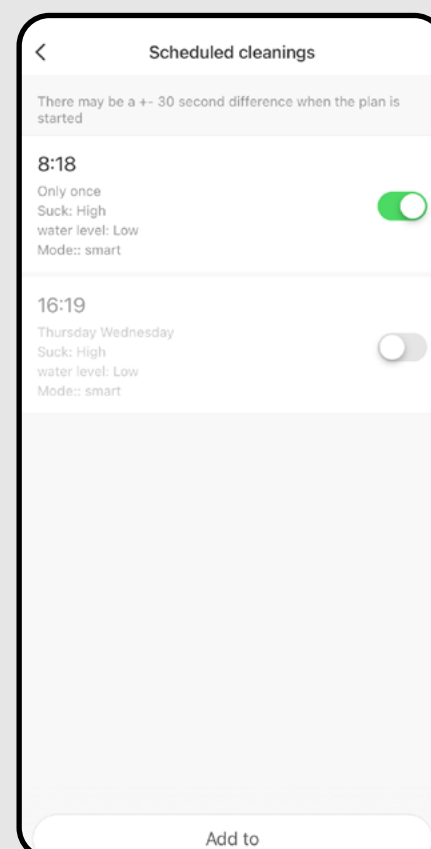 Scheduled cleanings
There may be a +- 30 second difference when the plan is
started
8:18
Only once
Suck: High
water level: Low
Mode:: smart
16:19
Thursday Wednesday
Suck: High
water level: Low
Mode:: smart
Add to